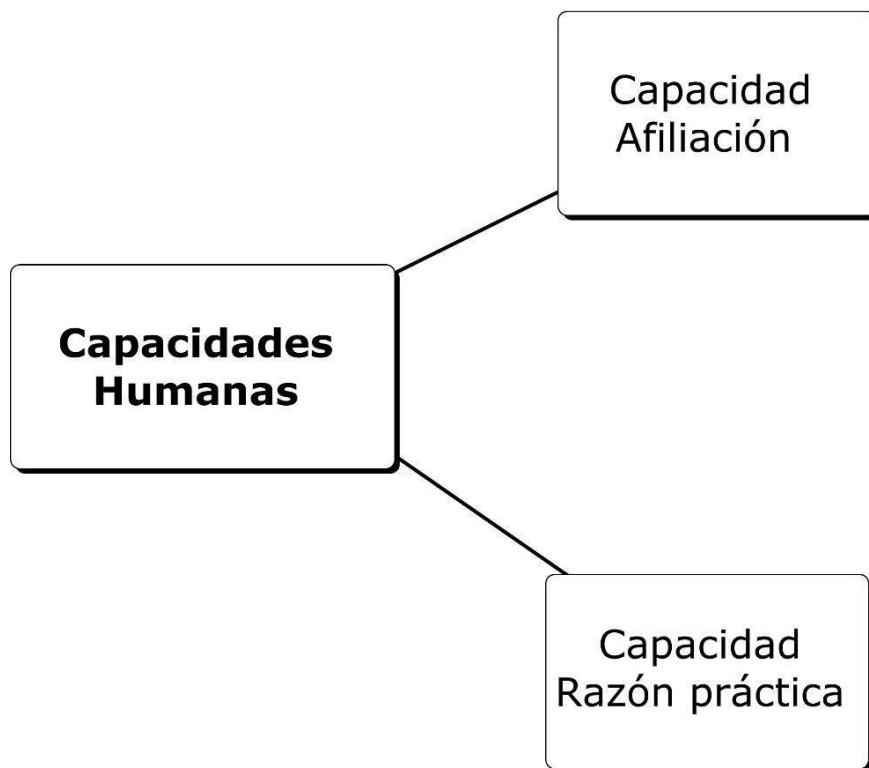 Capacidad
Afiliación
Capacidades
Humanas
Capacidad
Razón práctica